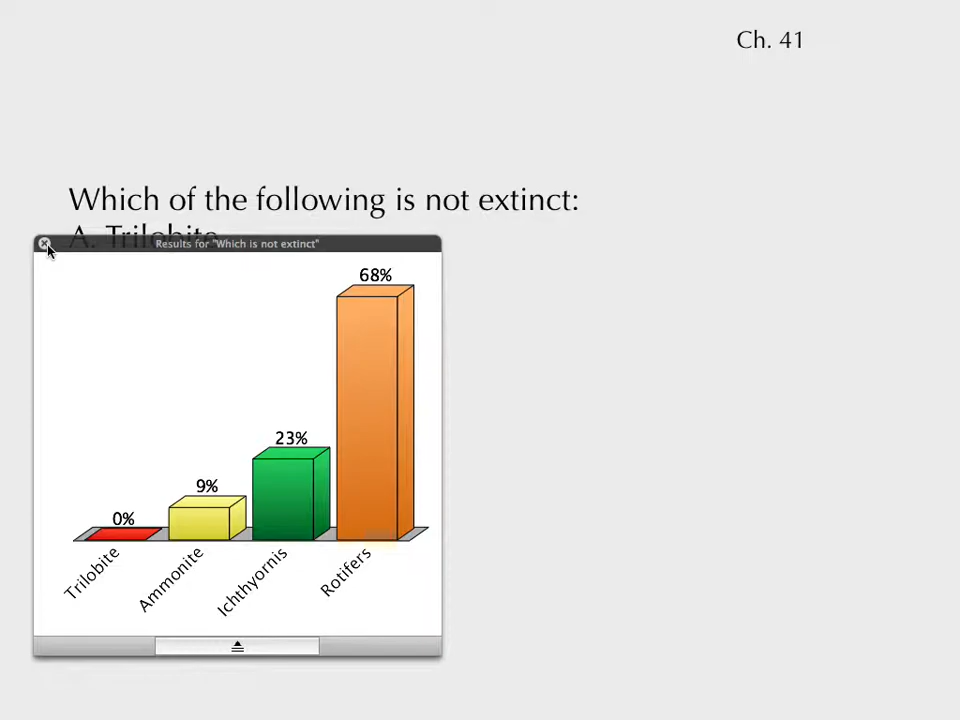 Ch. 41
Which of the following is not extinct:
A. Trilobite
Results for "Which is not extinct"
68%
23%
9%
0%
Trilobite
Ammonite
Ichthyornis
Rotifers